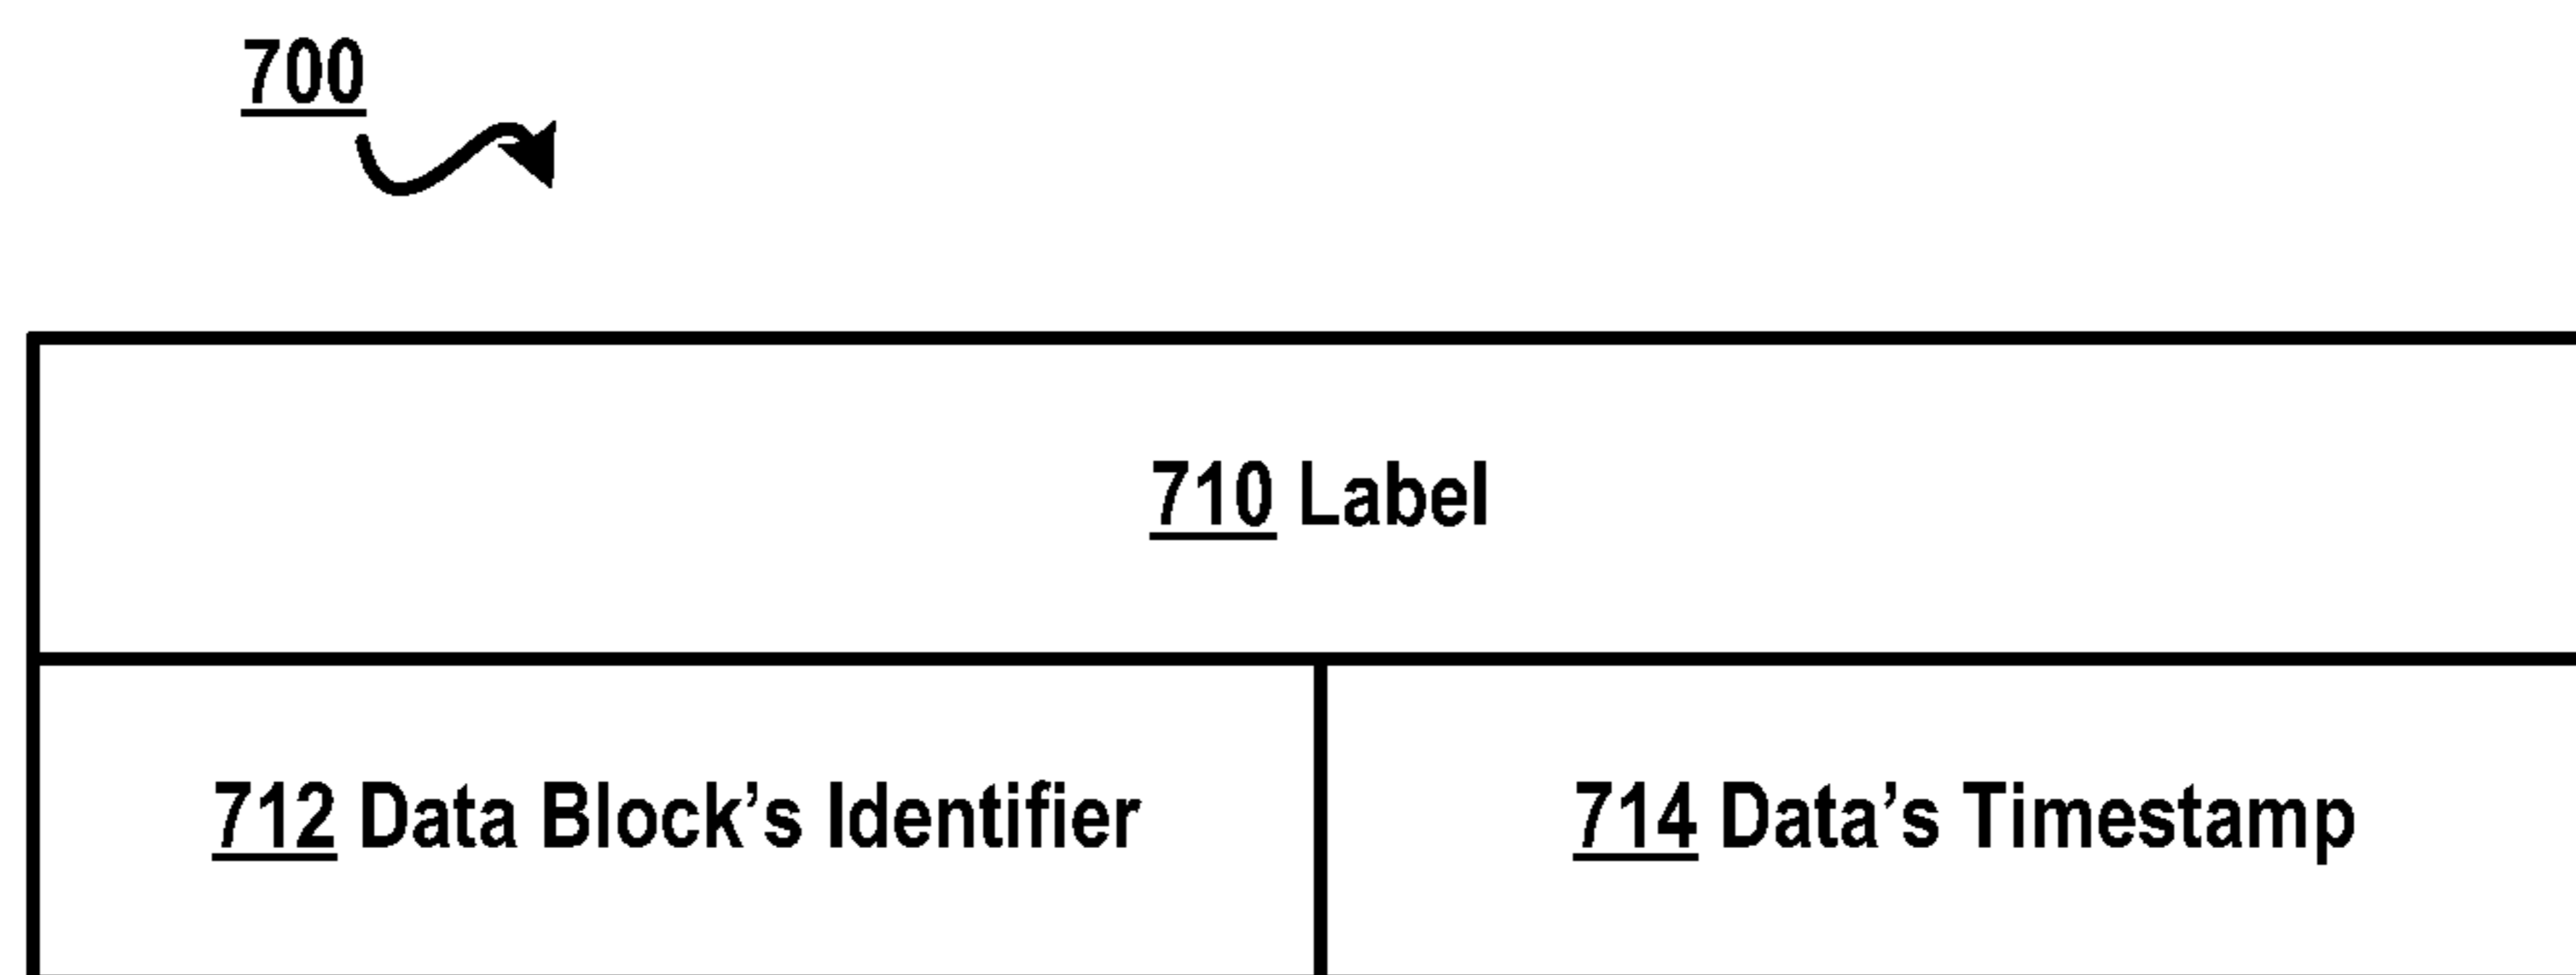 700
710 Label
712 Data Block’s Identifier
714 Data’s Timestamp